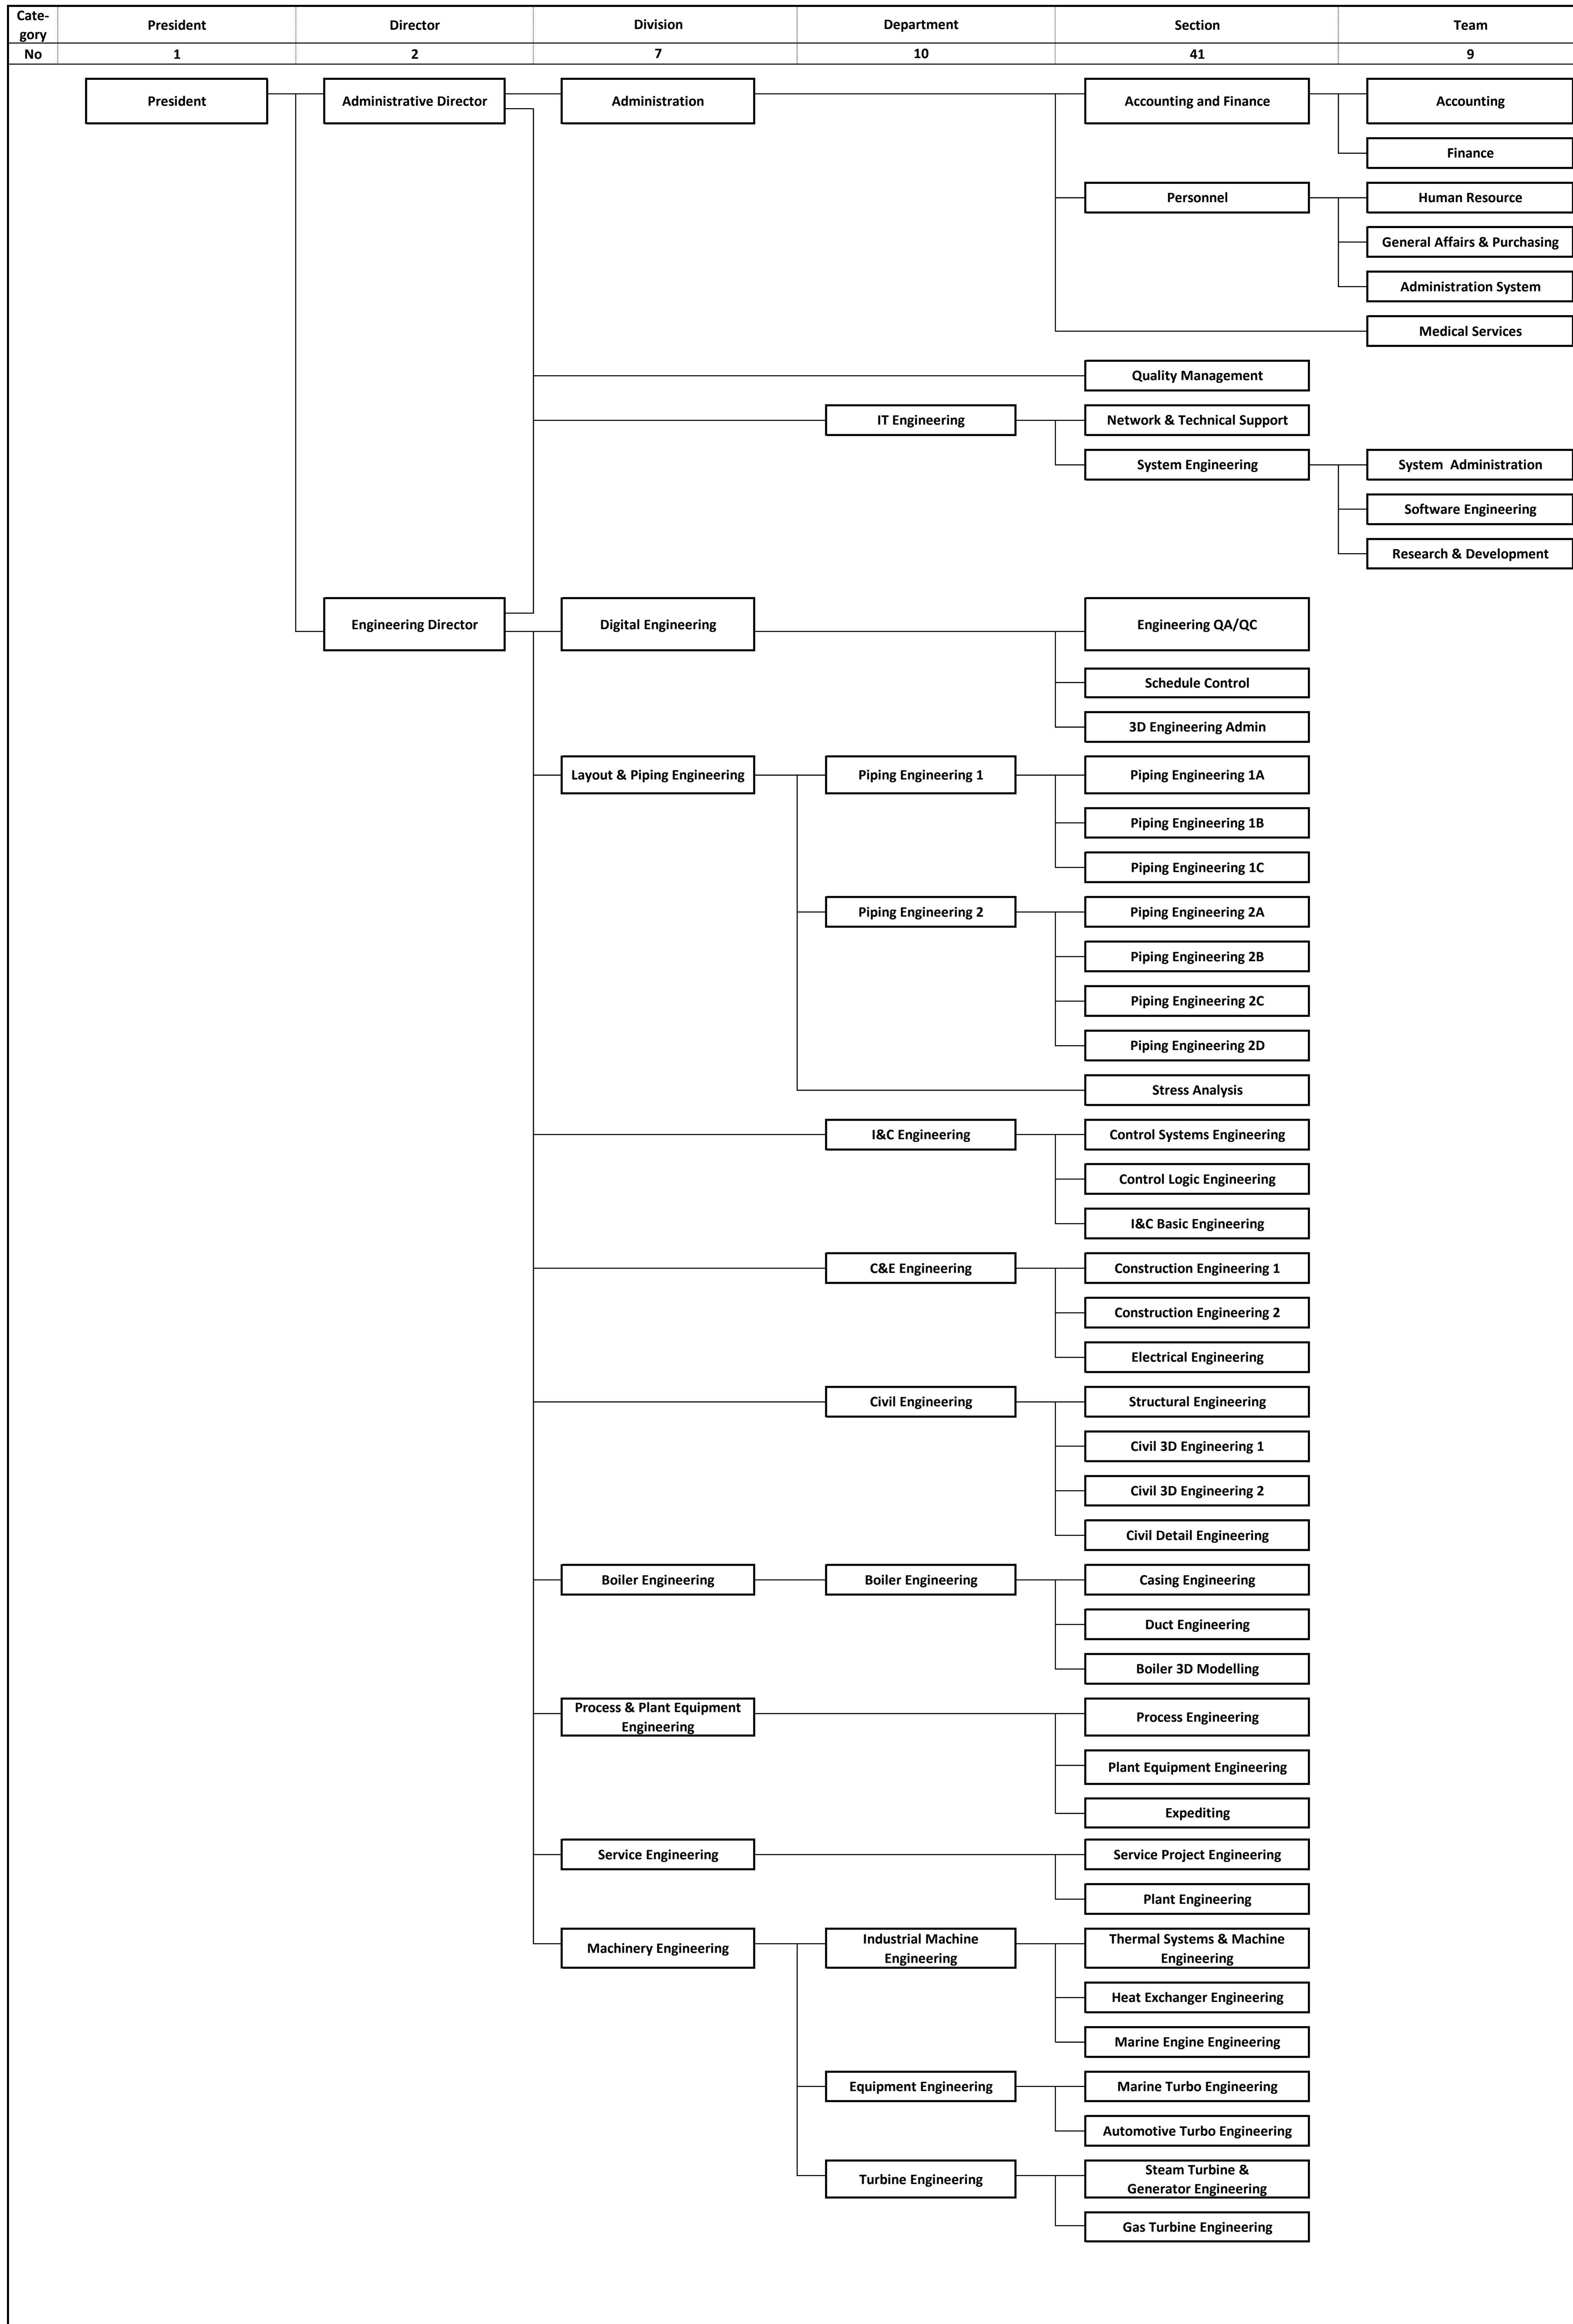 Cate-
gory
President
Director
Division
Department
Section
Team
No
1
2
7
10
41
9
President
Administrative Director
Administration
Accounting and Finance
Accounting
Finance
Personnel
Human Resource
General Affairs & Purchasing
Administration System
Medical Services
Quality Management
IT Engineering
Network & Technical Support
System Engineering
System  Administration
Software Engineering
Research & Development
Engineering Director
Digital Engineering
Engineering QA/QC
Schedule Control
3D Engineering Admin
Layout & Piping Engineering
Piping Engineering 1
Piping Engineering 1A
Piping Engineering 1B
Piping Engineering 1C
Piping Engineering 2
Piping Engineering 2A
Piping Engineering 2B
Piping Engineering 2C
Piping Engineering 2D
Stress Analysis
I&C Engineering
Control Systems Engineering
Control Logic Engineering
I&C Basic Engineering
C&E Engineering
Construction Engineering 1
Construction Engineering 2
Electrical Engineering
Civil Engineering
Structural Engineering
Civil 3D Engineering 1
Civil 3D Engineering 2
Civil Detail Engineering
Boiler Engineering
Boiler Engineering
Casing Engineering
Duct Engineering
Boiler 3D Modelling
Process & Plant Equipment
Engineering
Process Engineering
Plant Equipment Engineering
Expediting
Service Engineering
Service Project Engineering
Plant Engineering
Machinery Engineering
Industrial Machine
Engineering
Thermal Systems & Machine
Engineering
Heat Exchanger Engineering
Marine Engine Engineering
Equipment Engineering
Marine Turbo Engineering
Automotive Turbo Engineering
Turbine Engineering
Steam Turbine &
Generator Engineering
Gas Turbine Engineering